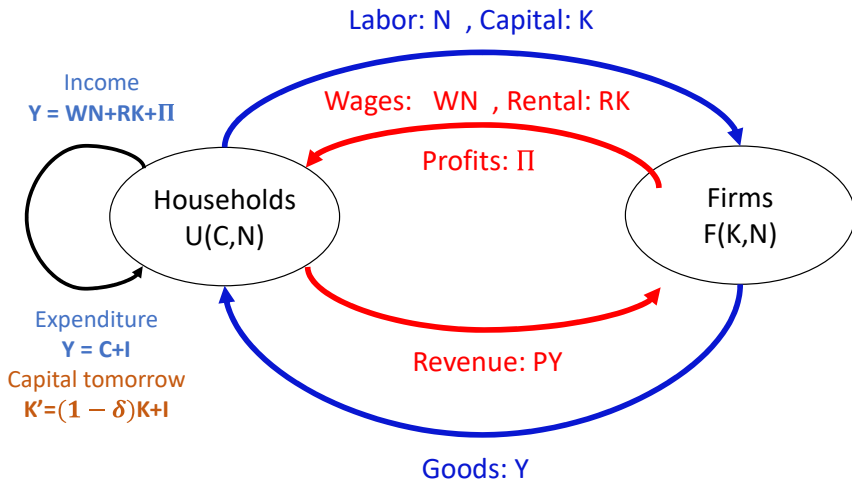 Labor: N , Capital: K
Income
Y = WN+RK+Π
Wages: WN , Rental: RK
Profits: Π
Households
U(C,N)
Firms
F(K,N)
Expenditure
Y = C+I
Capital tomorrow
K’=(1 − δ)K+I
Revenue: PY
Goods: Y